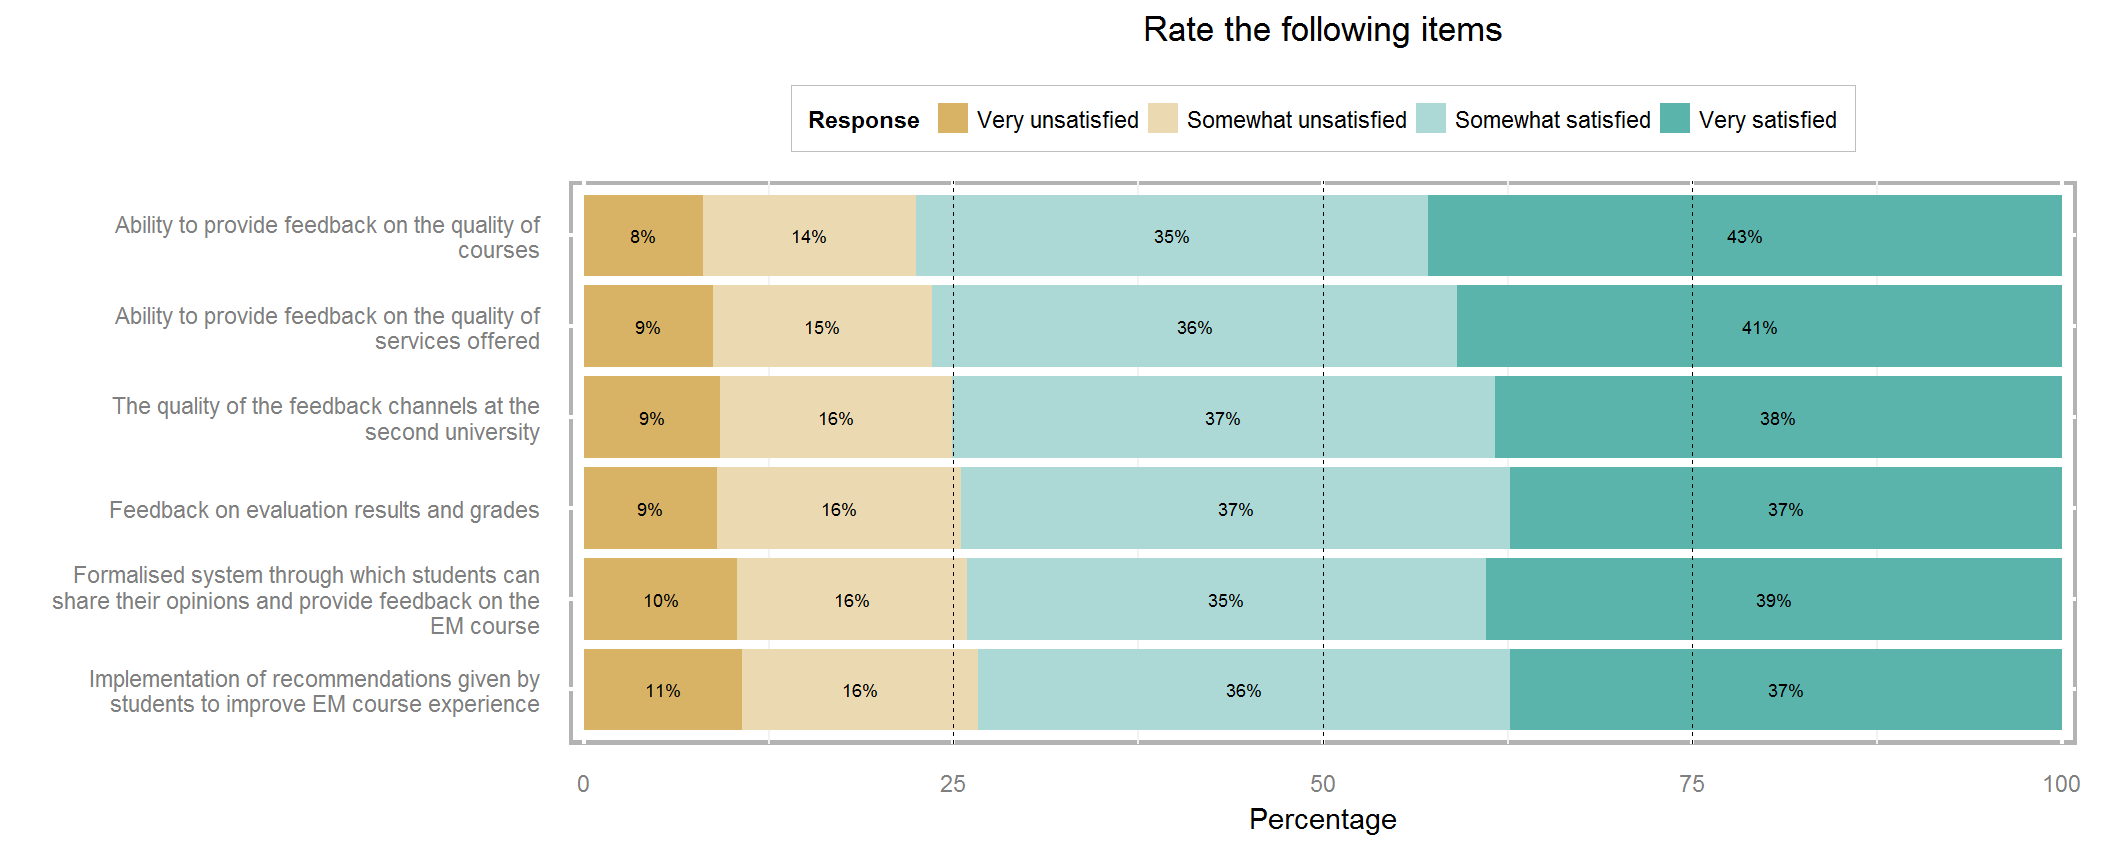 Rate the following items
Response Very unsatisfied Somewhat unsatisfied Somewhat satisfied Very satisfied
Ability to provide feedback on the quality of
courses
8% 14% 35% 43%
Ability to provide feedback on the quality of
services offered
9% 15% 36% 41%
The quality of the feedback channels at the
second university
9% 16% 37% 38%
Feedback on evaluation results and grades
9% 16% 37% 37%
Formalised system through which students can
share their opinions and provide feedback on the
EM course
10% 16% 35% 39%
Implementation of recommendations given by
students to improve EM course experience
11% 16% 36% 37%
0 25 50 75 100
Percentage